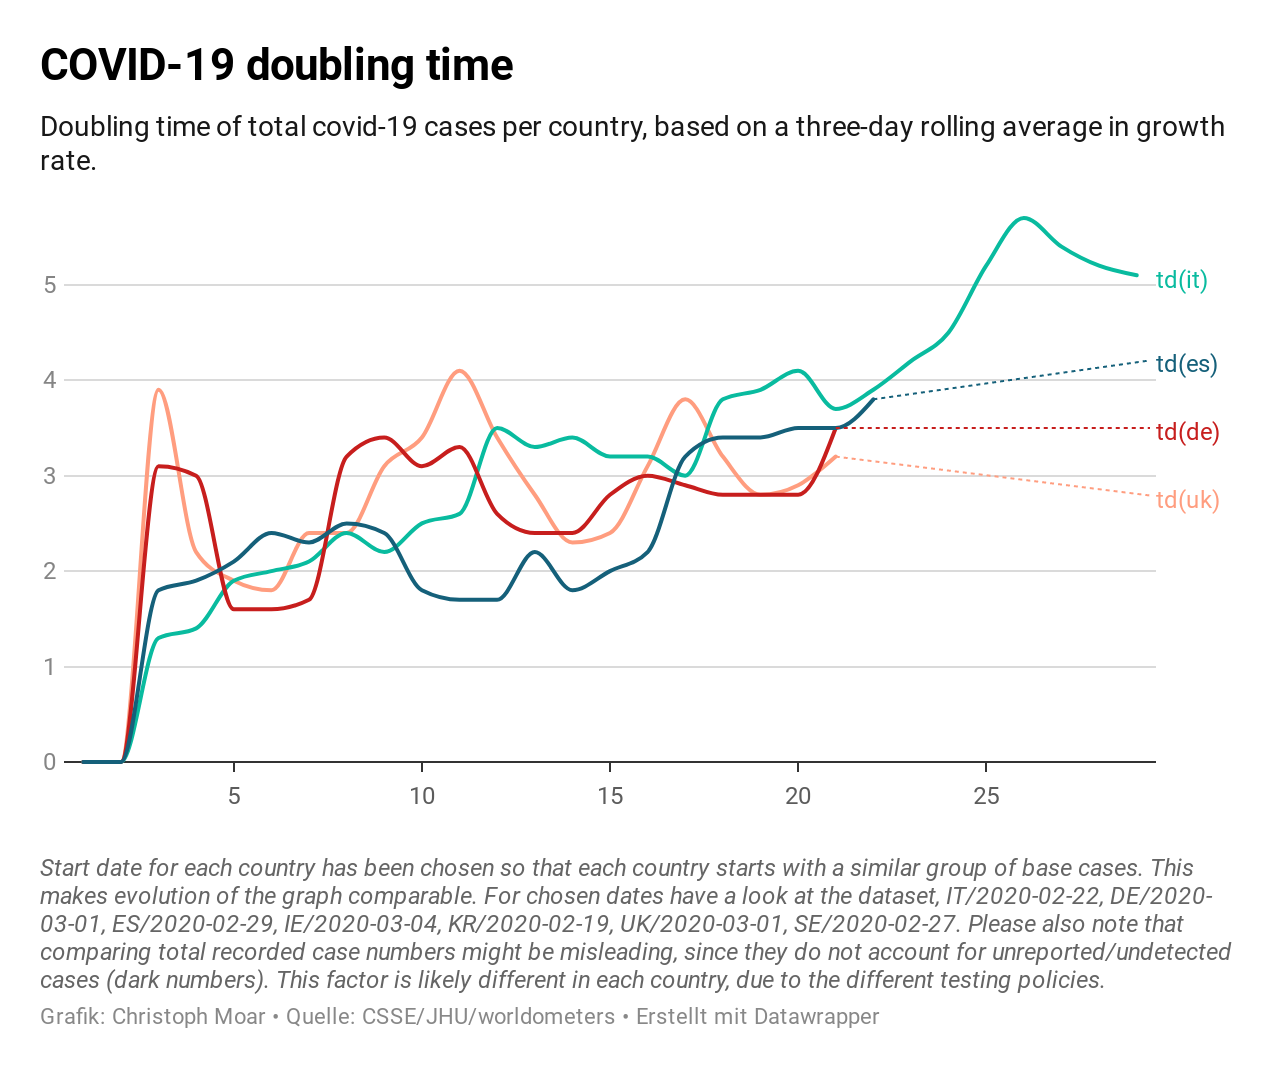 COVID-19 doubling time
Doubling time of total covid-19 cases per country, based on a three-day rolling average in growth
rate.
5
4
3
2
1
0
td(it)
td(es)
td(de)
td(uk)
5 10 15 20 25
Start date for each country has been chosen so that each country starts with a similar group of base cases. This
makes evolution of the graph comparable. For chosen dates have a look at the dataset, IT/2020-02-22, DE/2020-
03-01, ES/2020-02-29, IE/2020-03-04, KR/2020-02-19, UK/2020-03-01, SE/2020-02-27. Please also note that
comparing total recorded case numbers might be misleading, since they do not account for unreported/undetected
cases (dark numbers). This factor is likely different in each country, due to the different testing policies.
Grafik: Christoph Moar • Quelle: CSSE/JHU/worldometers • Erstellt mit Datawrapper